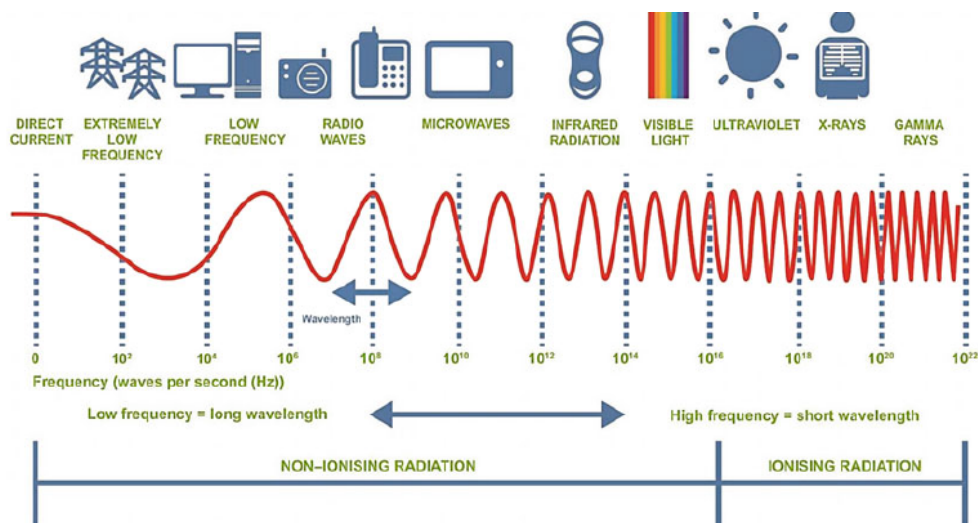 DIRECT
CURRENT
EXTREMELY
LOW
FREQUENCY
LOW
FREQUENCY
RADIO
WAVES
MICROWAVES
INFRARED
RADIATION
VISIBLE
LIGHT
ULTRAVIOLET
X-RAYS
GAMMA
RAYS
Wavelength
0
10²
10⁴
10⁶
10⁸
10¹⁰
10¹²
10¹⁴
10¹⁶
10¹⁸
10²⁰
10²²
Frequency (waves per second (Hz))
Low frequency = long wavelength
High frequency = short wavelength
NON–IONISING RADIATION
IONISING RADIATION